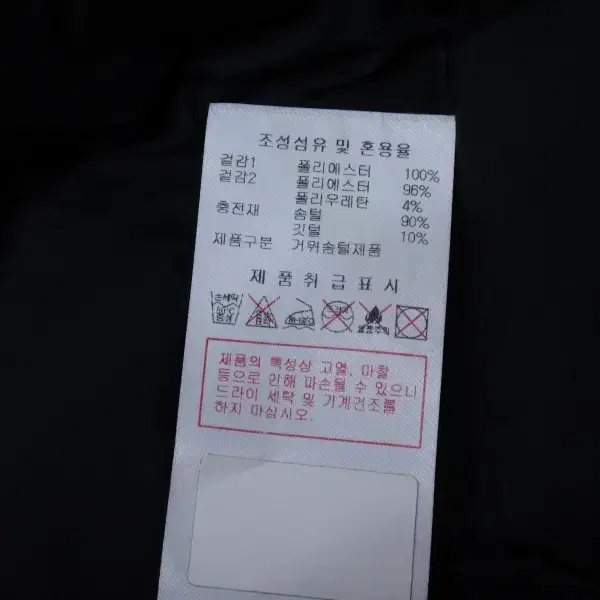 조성섬유 및 혼용율
겉감1 폴리에스터 100%
겉감2 폴리에스터 96%
폴리우레탄 4%
충전재 솜털 90%
깃털 10%
제품구분 거위솜털제품
제품취급표시
손세탁
중성
제품의 특성상 고열, 마찰
등으로 인해 파손될 수 있으니
드라이 세탁 및 기계건조를
하지 마십시오.